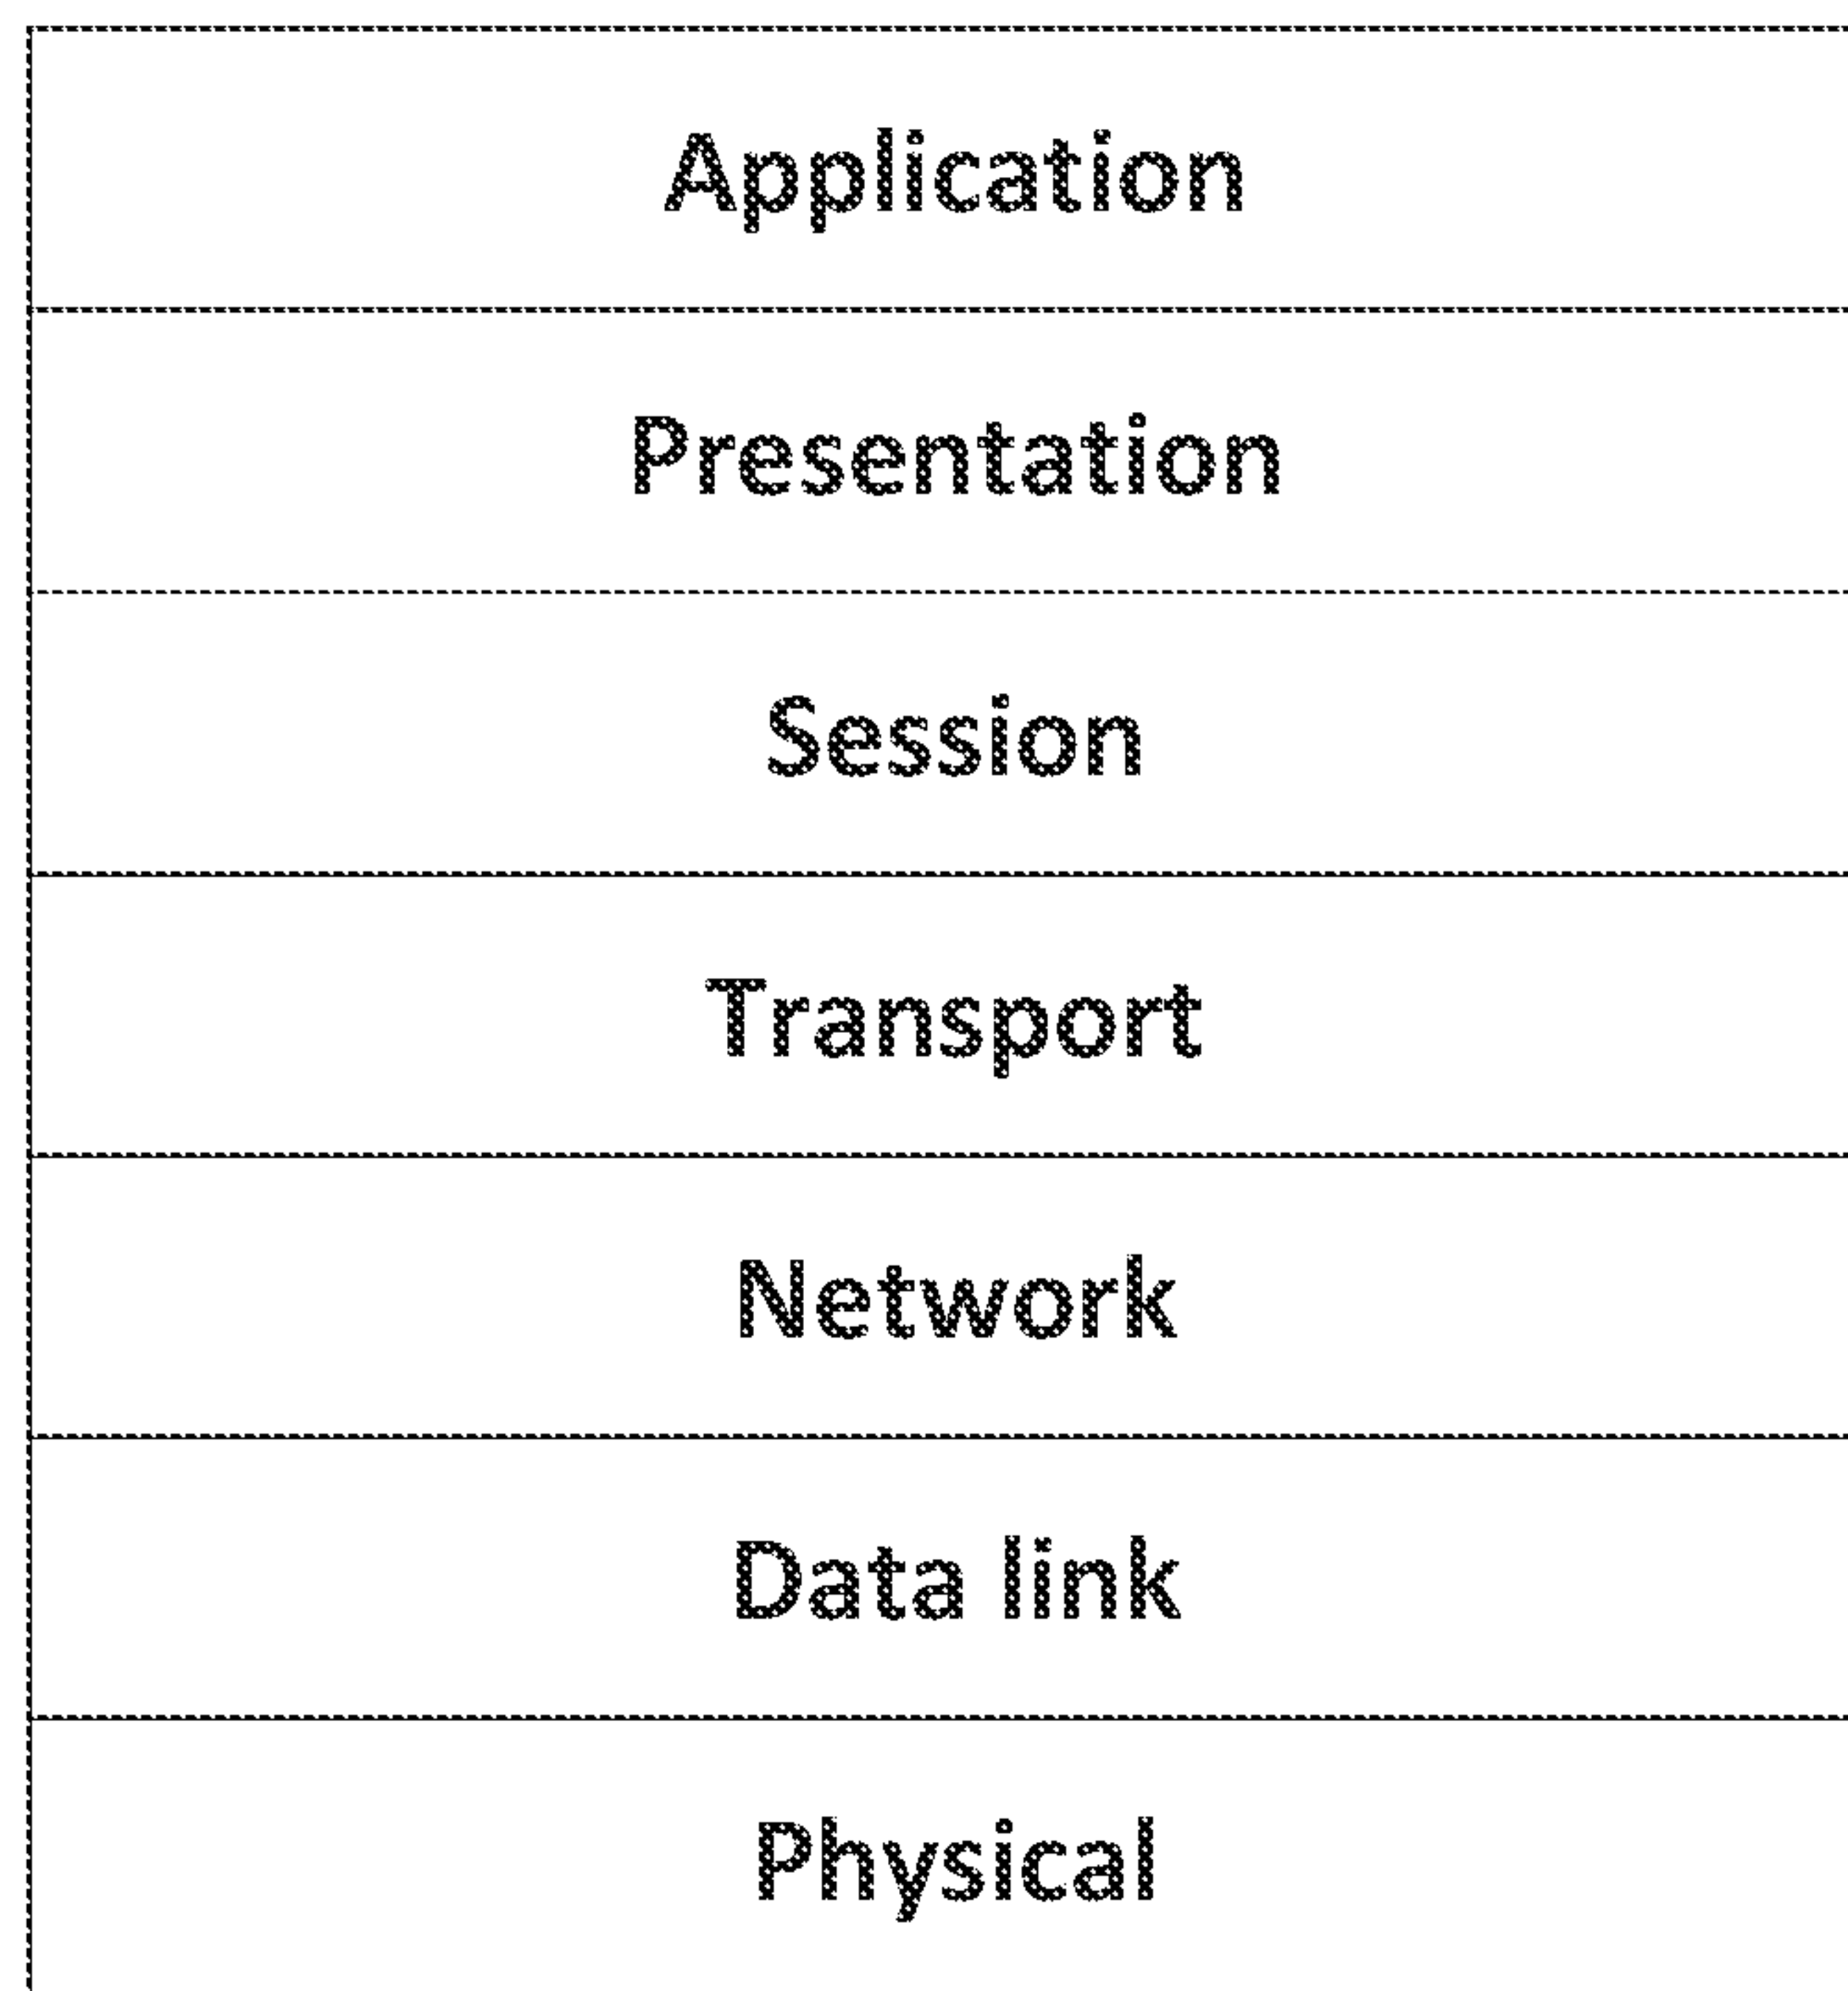 Application
Presentation
Session
Transport
Network
Data link
Physical